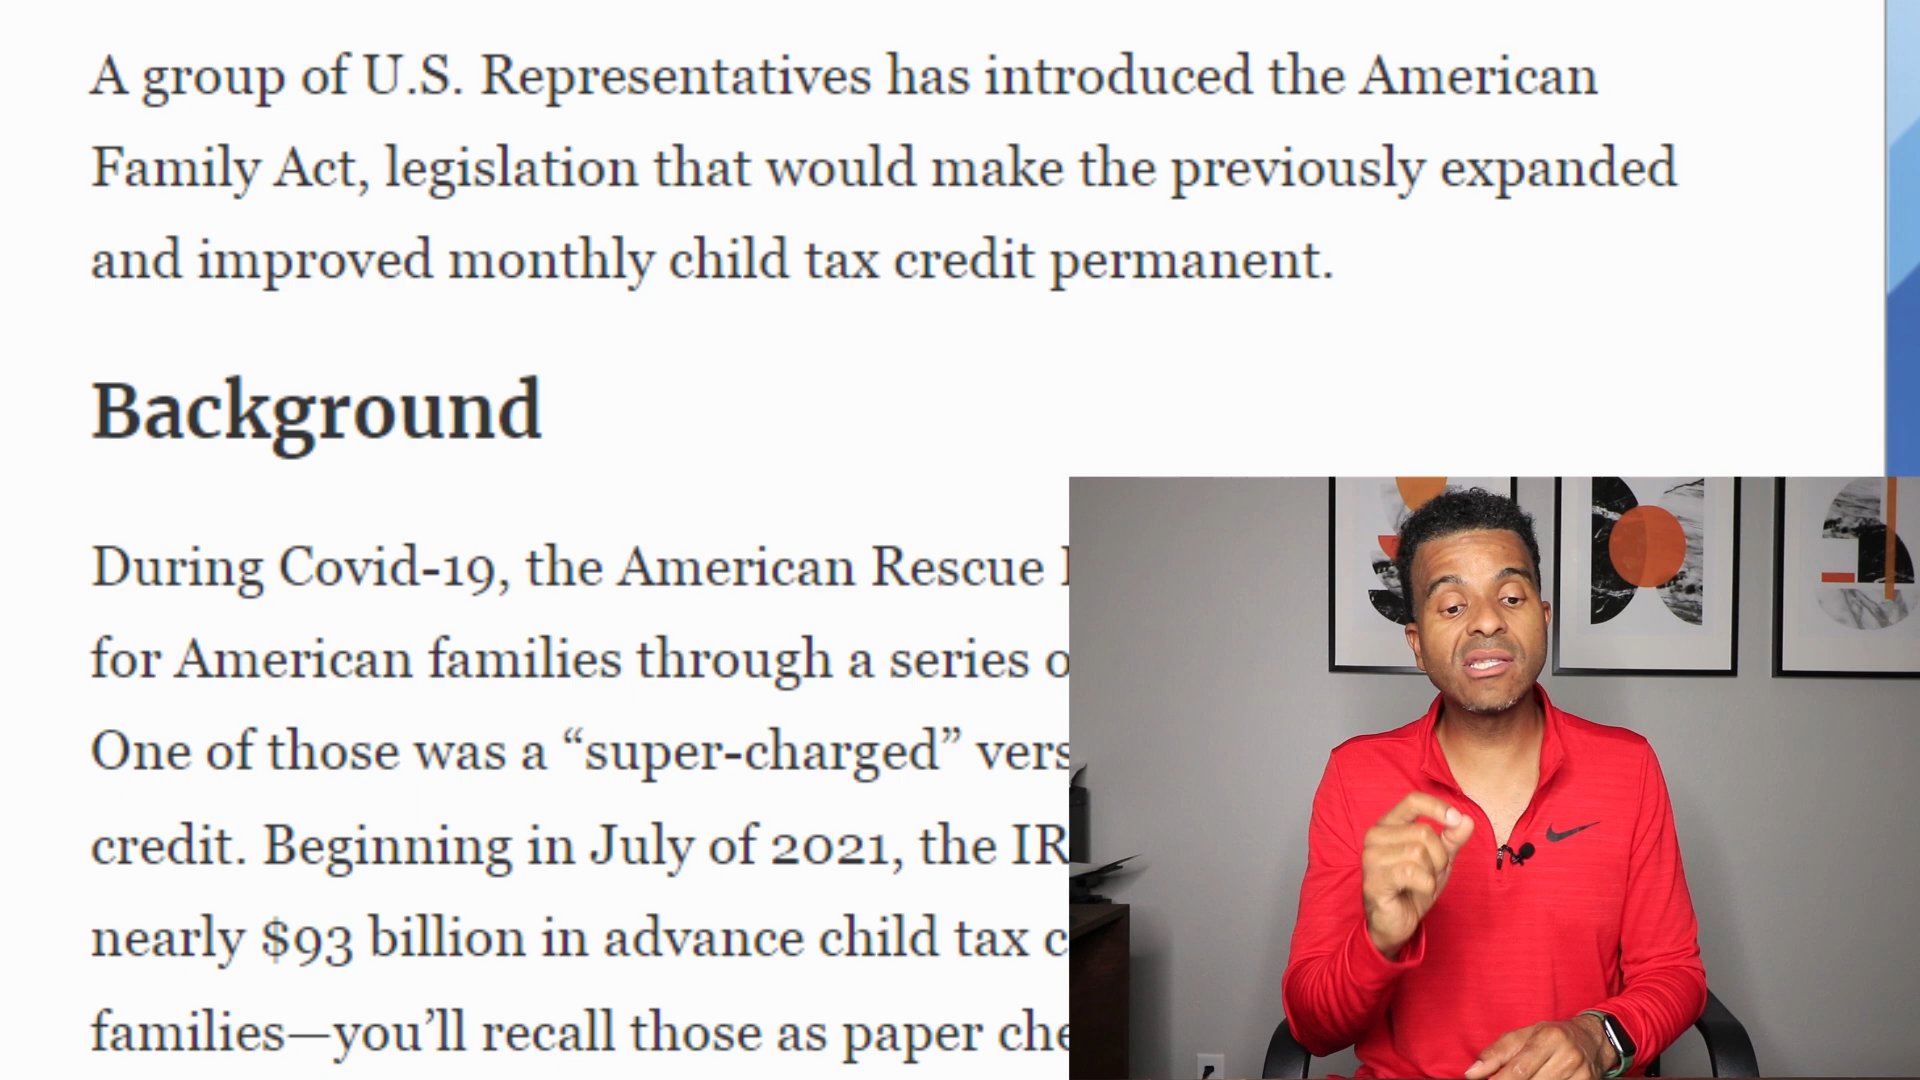 A group of U.S. Representatives has introduced the American
Family Act, legislation that would make the previously expanded
and improved monthly child tax credit permanent.
Background
During Covid-19, the American Rescue
for American families through a series
One of those was a “super-charged”
credit. Beginning in July of 2021, the
nearly $93 billion in advance child tax
families—you’ll recall those as paper